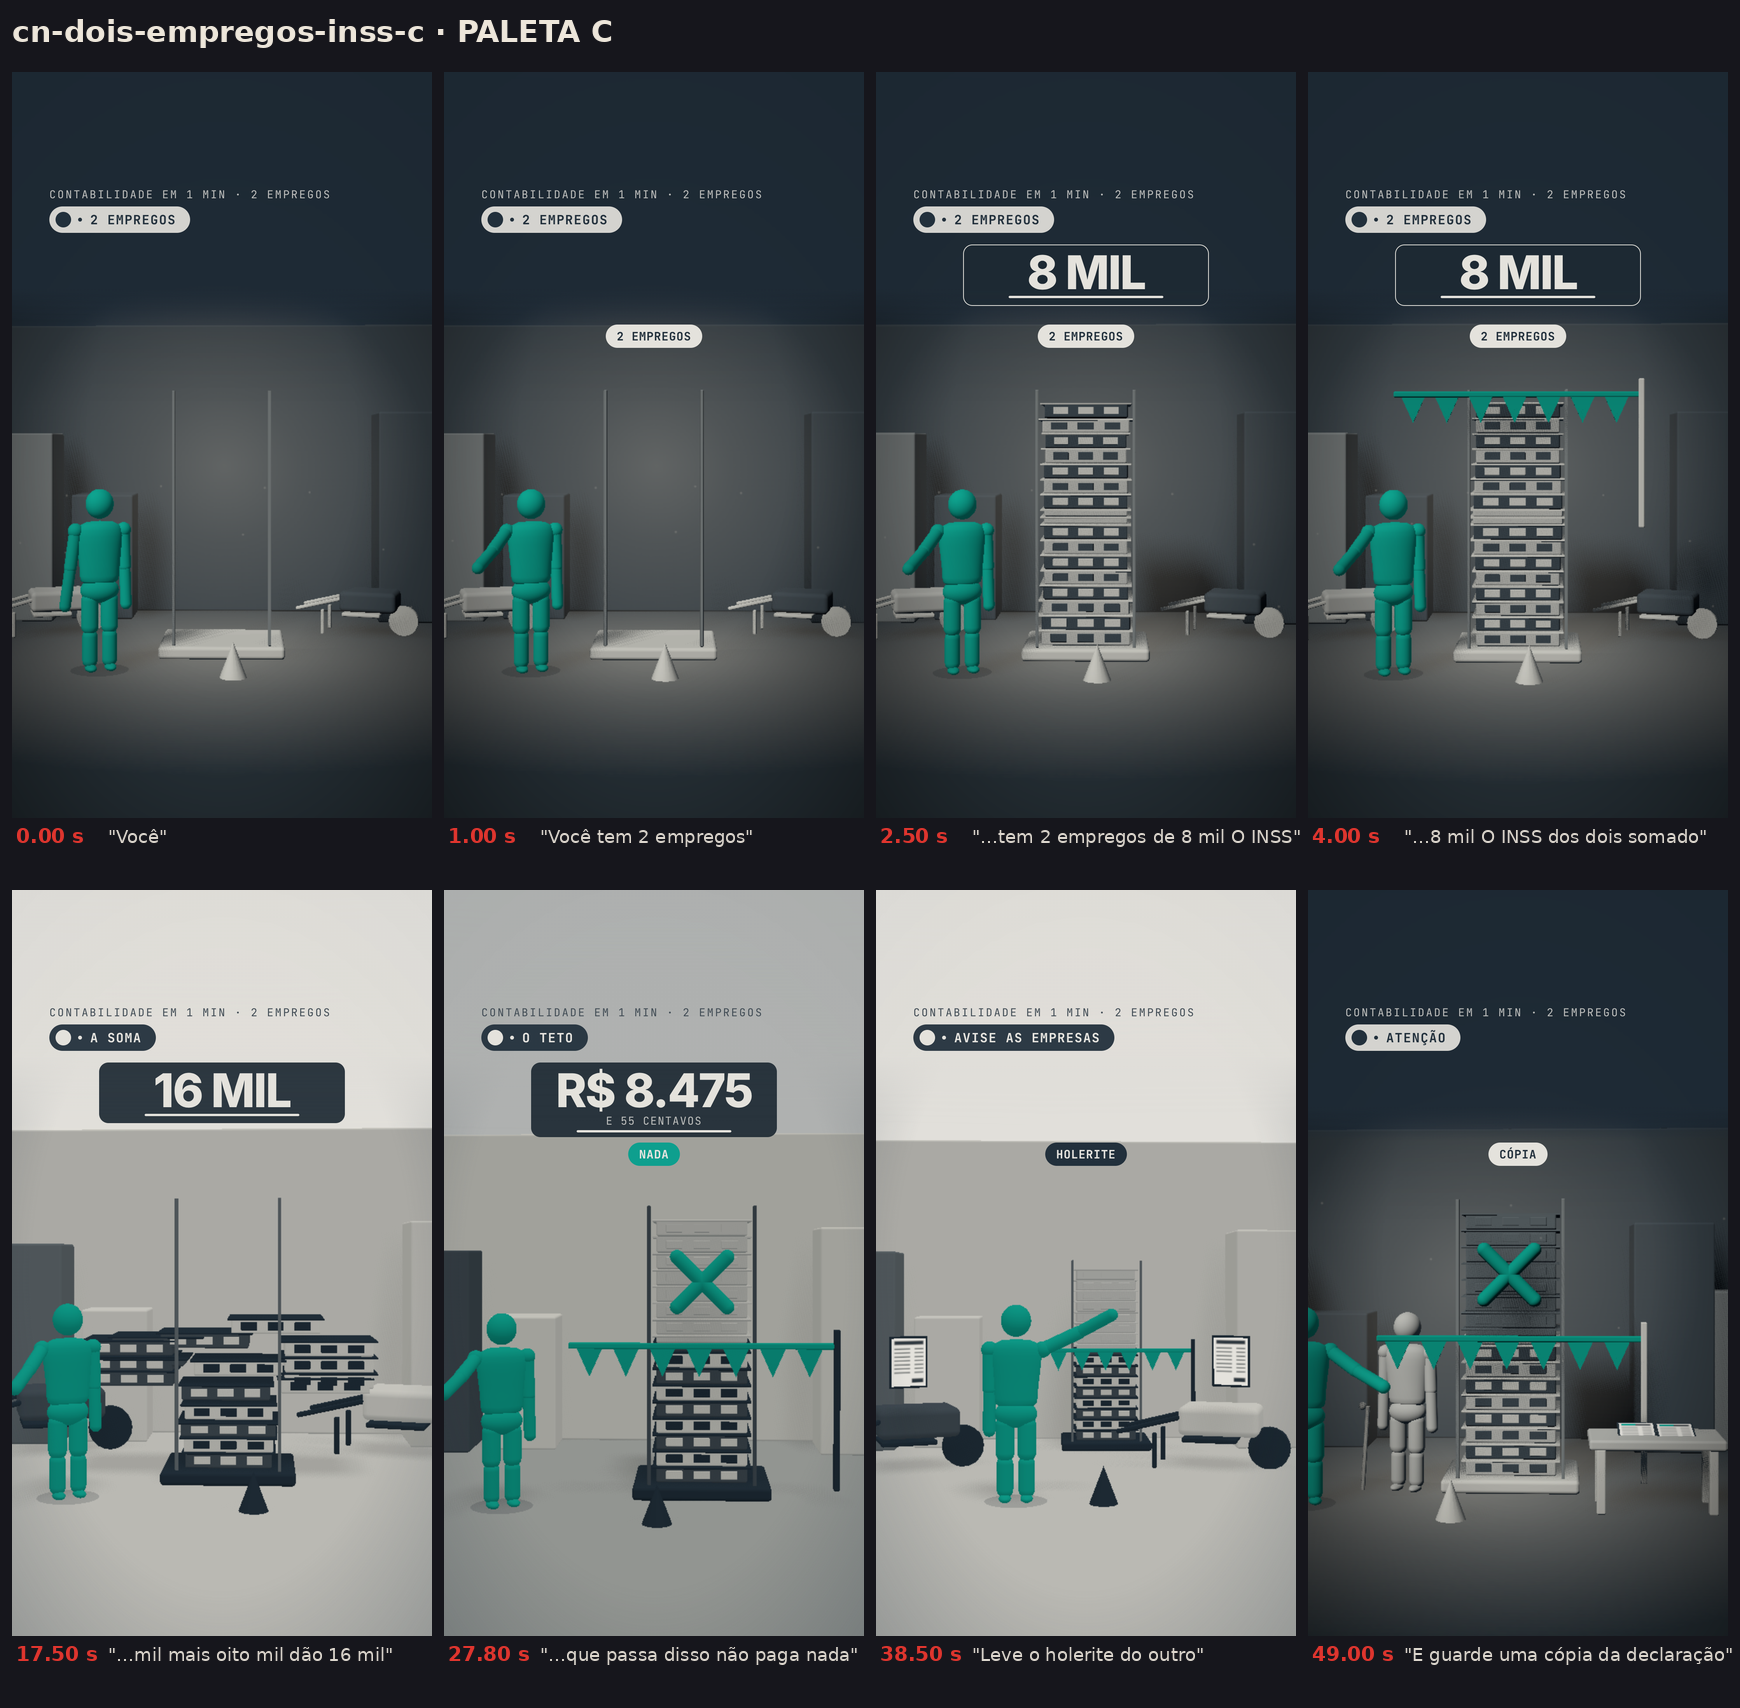 cn-dois-empregos-inss-c · PALETA C
CONTABILIDADE EM 1 MIN · 2 EMPREGOS
• 2 EMPREGOS
0.00 s "Você"
CONTABILIDADE EM 1 MIN · 2 EMPREGOS
• 2 EMPREGOS
2 EMPREGOS
1.00 s "Você tem 2 empregos"
CONTABILIDADE EM 1 MIN · 2 EMPREGOS
• 2 EMPREGOS
8 MIL
2 EMPREGOS
2.50 s "...tem 2 empregos de 8 mil O INSS"
CONTABILIDADE EM 1 MIN · 2 EMPREGOS
• 2 EMPREGOS
8 MIL
2 EMPREGOS
4.00 s "...8 mil O INSS dos dois somado"
CONTABILIDADE EM 1 MIN · 2 EMPREGOS
• A SOMA
16 MIL
17.50 s "...mil mais oito mil dão 16 mil"
CONTABILIDADE EM 1 MIN · 2 EMPREGOS
• O TETO
R$ 8.475
E 55 CENTAVOS
NADA
27.80 s "...que passa disso não paga nada"
CONTABILIDADE EM 1 MIN · 2 EMPREGOS
• AVISE AS EMPRESAS
HOLERITE
38.50 s "Leve o holerite do outro"
CONTABILIDADE EM 1 MIN · 2 EMPREGOS
• ATENÇÃO
CÓPIA
49.00 s "E guarde uma cópia da declaração"